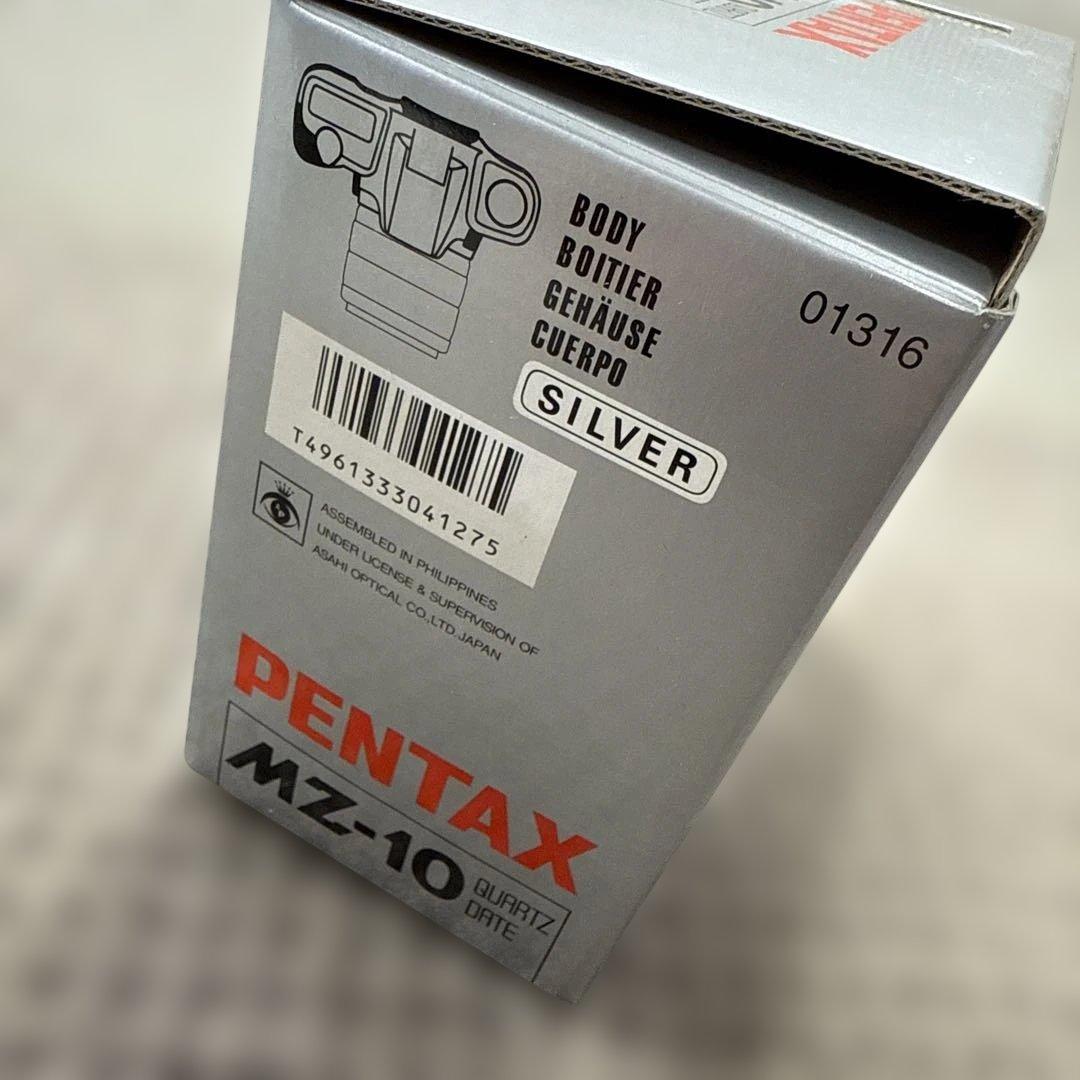 PENTAX
BODY
BOITIER
GEHÄUSE
CUERPO
SILVER
01316
T4961333041275
ASSEMBLED IN PHILIPPINES
UNDER LICENSE & SUPERVISION OF
ASAHI OPTICAL CO.,LTD.JAPAN
PENTAX
MZ-10 QUARTZ
DATE